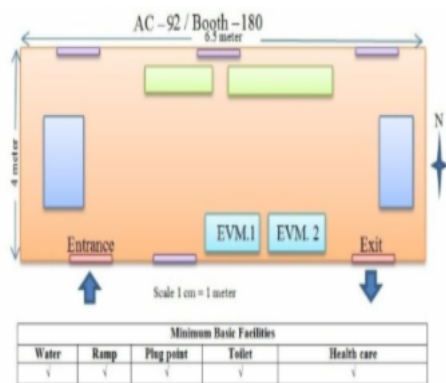 AC – 92 / Booth –180
6.5 meter
4 meter
N
EVM.1 EVM. 2
Entrance Exit
Scale 1 cm = 1 meter
Minimum Basic Facilities
Water Ramp Plug point Toilet Health care
√ √ √ √ √